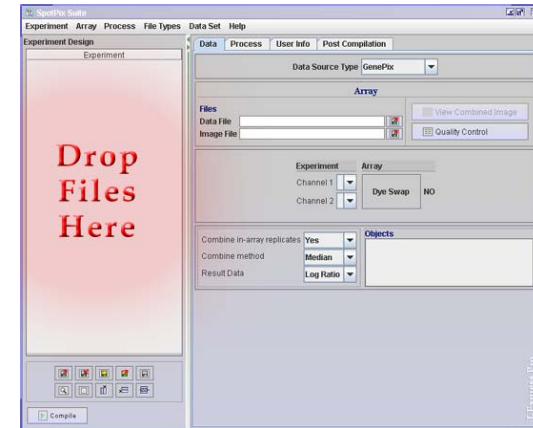 SpotPix Suite
Experiment Array Process File Types Data Set Help
Experiment Design
Experiment
Drop
Files
Here
Compile
Data Process User Info Post Compilation
Data Source Type GenePix
Array
Files
Data File
Image File
View Combined Image
Quality Control
Experiment Array
Channel 1
Channel 2
Dye Swap NO
Combine in-array replicates Yes
Combine method Median
Result Data Log Ratio
Objects